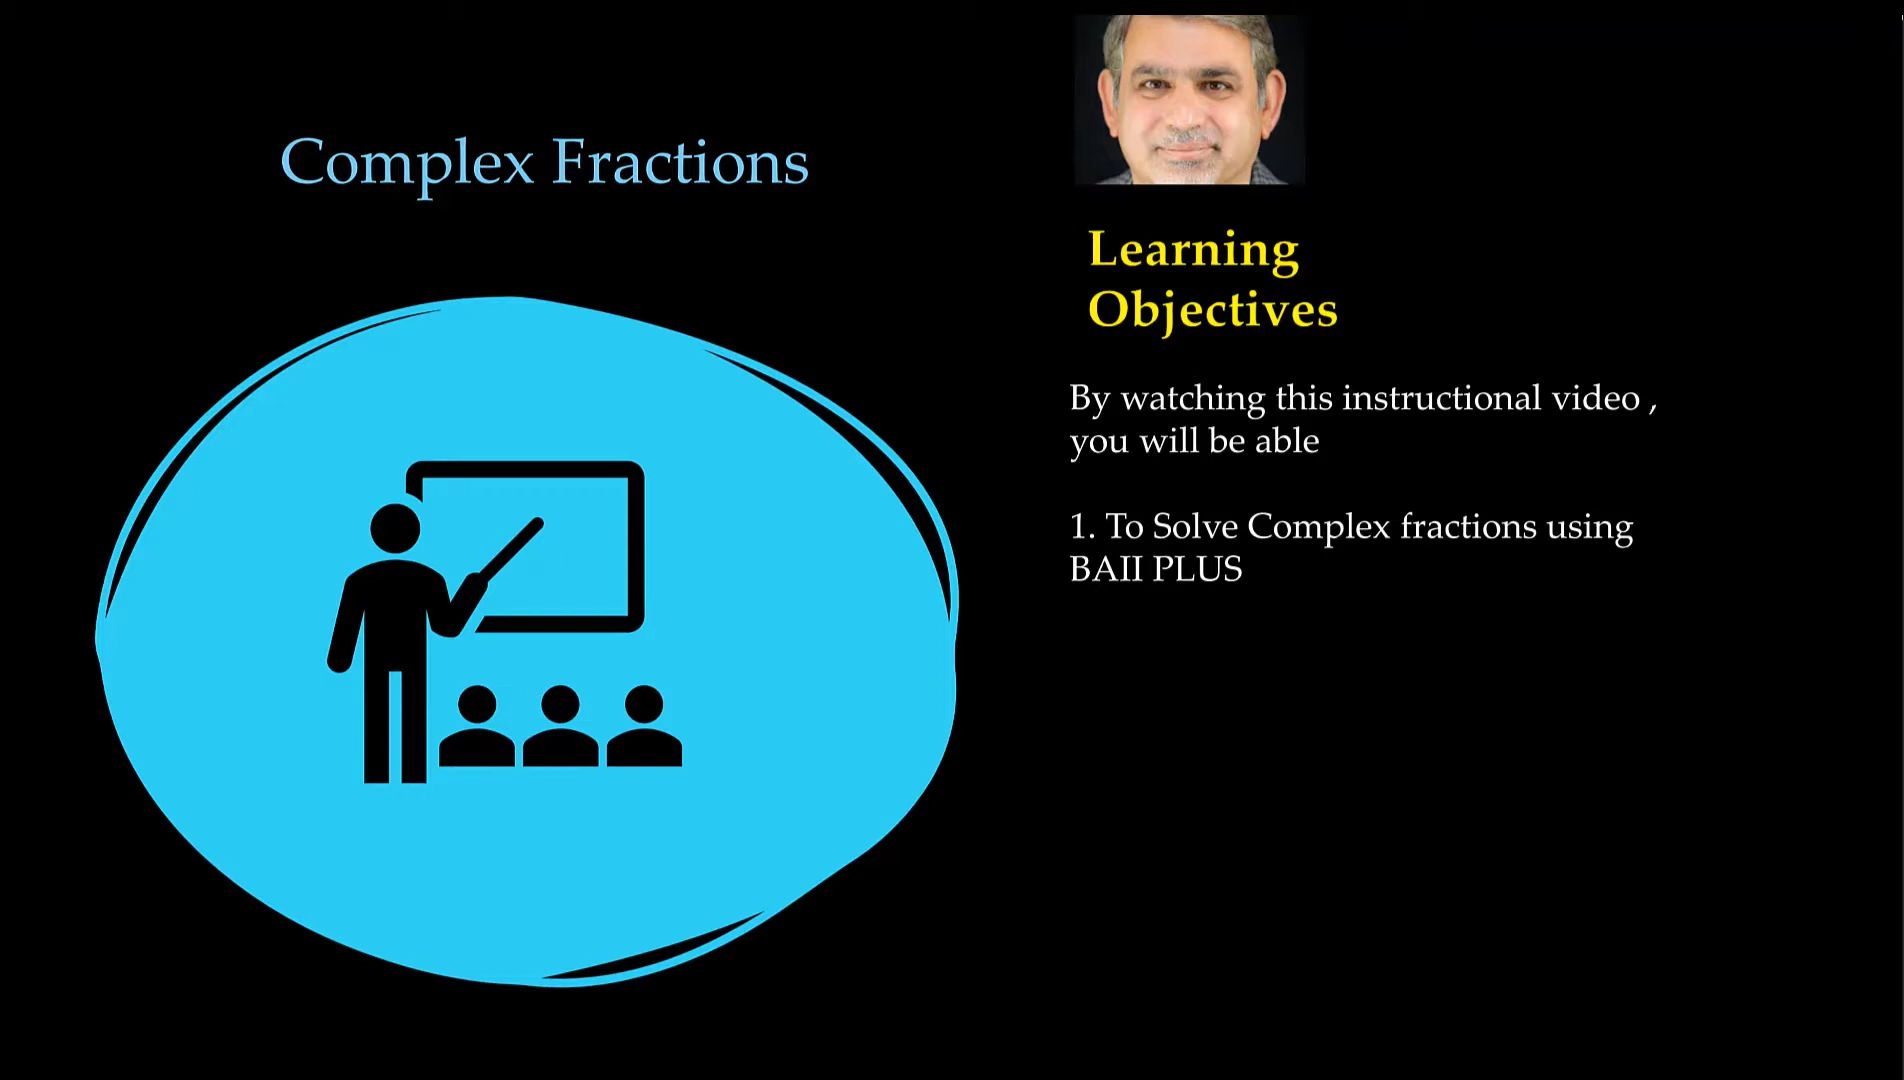 Complex Fractions
Learning
Objectives
By watching this instructional video ,
you will be able
1. To Solve Complex fractions using
BAII PLUS